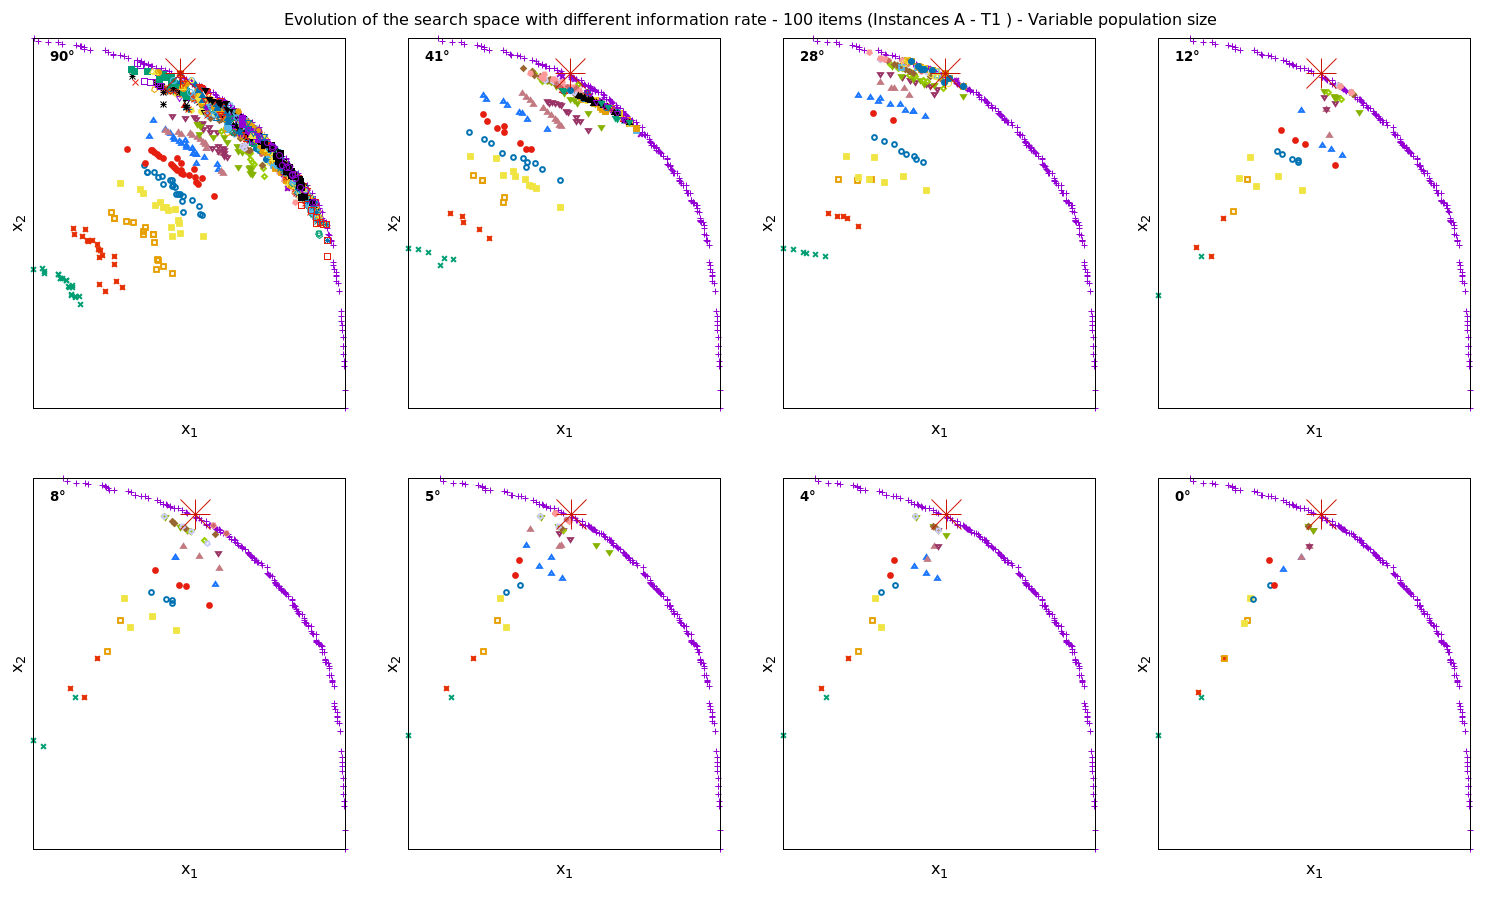 Evolution of the search space with different information rate - 100 items (Instances A - T1 ) - Variable population size
90°
41°
28°
12°
x₂
x₂
x₂
x₂
x₁
x₁
x₁
x₁
8°
5°
4°
0°
x₂
x₂
x₂
x₂
x₁
x₁
x₁
x₁